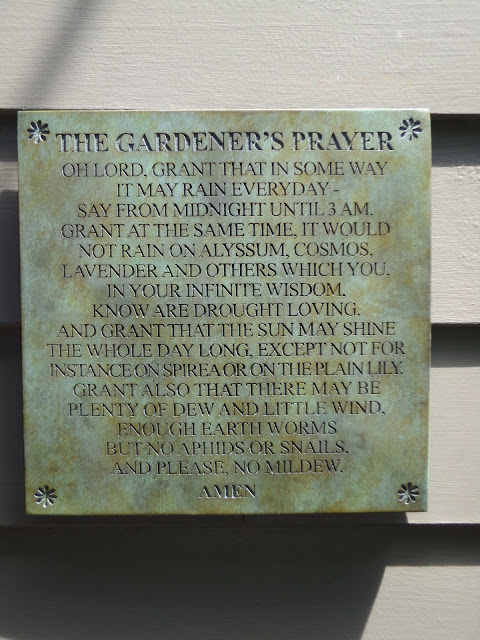 THE GARDENER'S PRAYER
OH LORD, GRANT THAT IN SOME WAY
IT MAY RAIN EVERYDAY-
SAY FROM MIDNIGHT UNTIL 3 AM.
GRANT AT THE SAME TIME, IT WOULD
NOT RAIN ON ALYSSUM, COSMOS,
LAVENDER AND OTHERS WHICH YOU,
IN YOUR INFINITE WISDOM,
KNOW ARE DROUGHT LOVING.
AND GRANT THAT THE SUN MAY SHINE
THE WHOLE DAY LONG, EXCEPT NOT FOR
INSTANCE ON SPIREA OR ON THE PLAIN LILY.
GRANT ALSO THAT THERE MAY BE
PLENTY OF DEW AND LITTLE WIND,
ENOUGH EARTH WORMS
BUT NO APHIDS OR SNAILS,
AND PLEASE, NO MILDEW.
AMEN